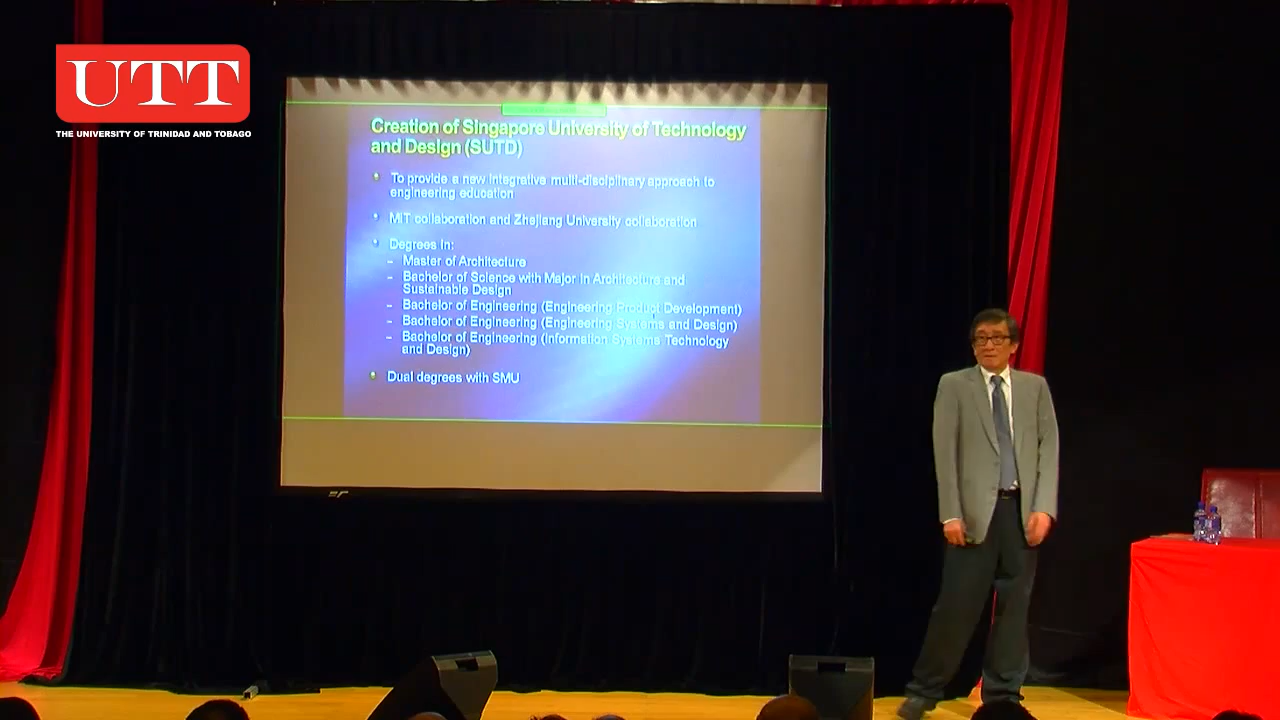 UTT
THE UNIVERSITY OF TRINIDAD AND TOBAGO
Creation of Singapore University of Technology
and Design (SUTD)
To provide a new integrative multi-disciplinary approach to
engineering education
MIT collaboration and Zhejiang University collaboration
Degrees in:
– Master of Architecture
– Bachelor of Science with Major in Architecture and
Sustainable Design
– Bachelor of Engineering (Engineering Product Development)
– Bachelor of Engineering (Engineering Systems and Design)
– Bachelor of Engineering (Information Systems Technology
and Design)
Dual degrees with SMU